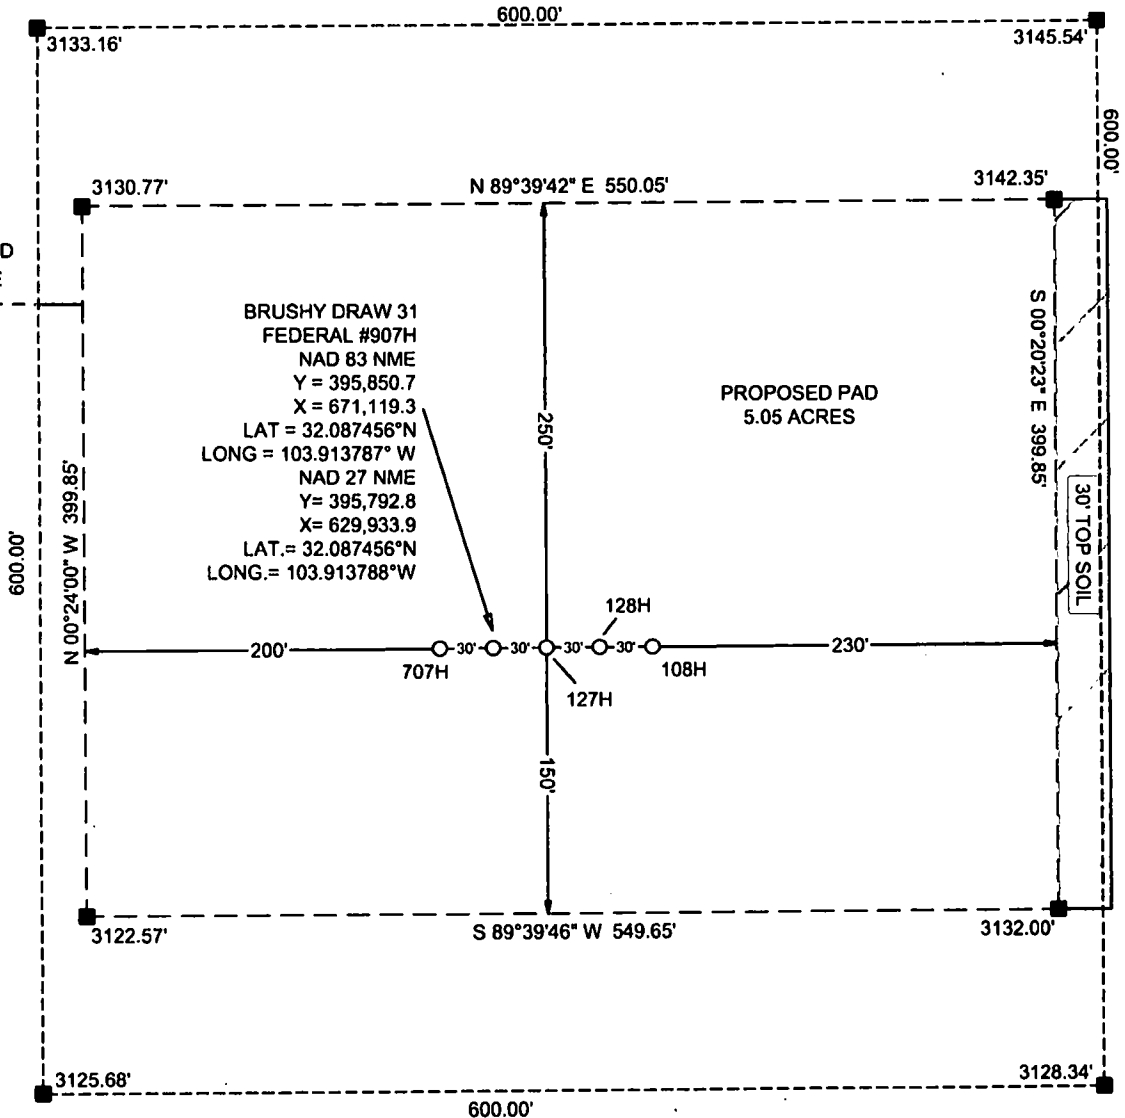 600.00'
3133.16'
3145.54'
600.00'
3130.77'
N 89°39'42" E 550.05'
3142.35'
D
BRUSHY DRAW 31
FEDERAL #907H
NAD 83 NME
Y = 395,850.7
X = 671,119.3
LAT = 32.087456°N
LONG = 103.913787° W
NAD 27 NME
Y= 395,792.8
X= 629,933.9
LAT.= 32.087456°N
LONG.= 103.913788°W
250'
PROPOSED PAD
5.05 ACRES
S 00°20'23" E 399.85'
30' TOP SOIL
600.00'
N 00°24'00" W 399.85'
128H
200'
30'
30'
30'
30'
230'
707H
108H
127H
150'
3122.57'
S 89°39'46" W 549.65'
3132.00'
3125.68'
3128.34'
600.00'